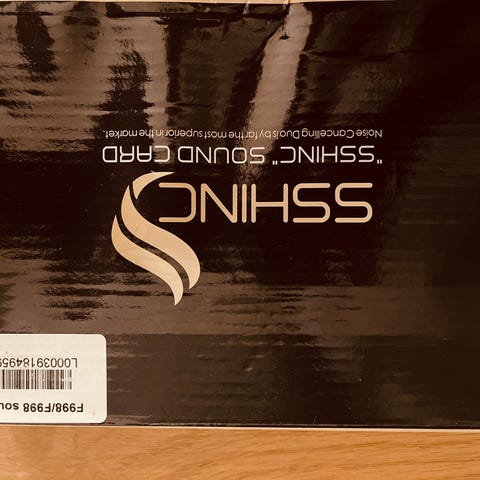 F998/F998 sou
L00039184959
SSHINC
"SSHINC" SOUND CARD
Noise Cancelling Duo is by far the most superior in the market.